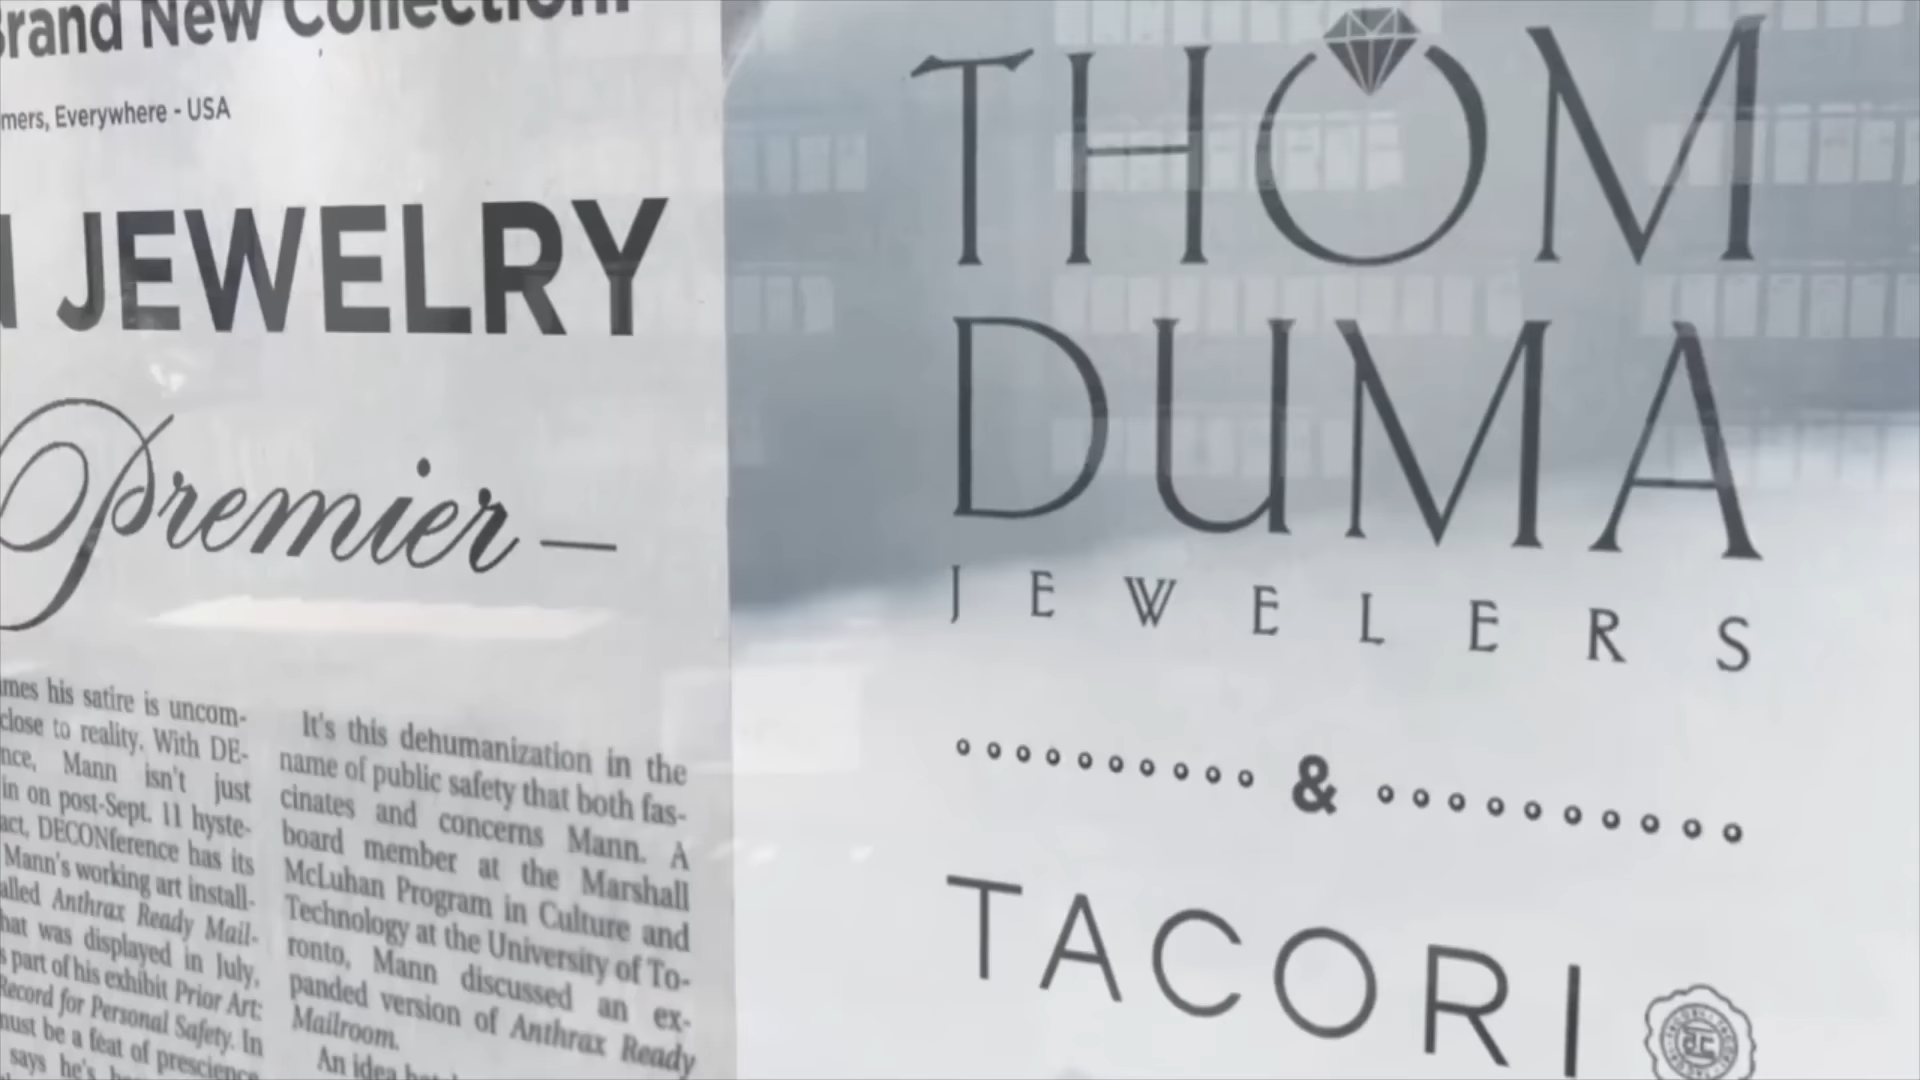 Brand New Collection!
mers, Everywhere - USA
JEWELRY
Premier —
his satire is uncom-
close to reality. With DE-
Mann isn't just
in on post-Sept. 11 hyste-
DECONference has its
Mann's working art install-
Anthrax Ready Mail-
was displayed in July,
part of his exhibit Prior Art:
Record for Personal Safety. In
must be a feat of prescience
says he's
It's this dehumanization in the
name of public safety that both fas-
cinates and concerns Mann. A
board member at the Marshall
McLuhan Program in Culture and
Technology at the University of To-
ronto, Mann discussed an ex-
panded version of Anthrax Ready
Mailroom.
An idea
THOM
DUMA
JEWELERS
&
TACORI